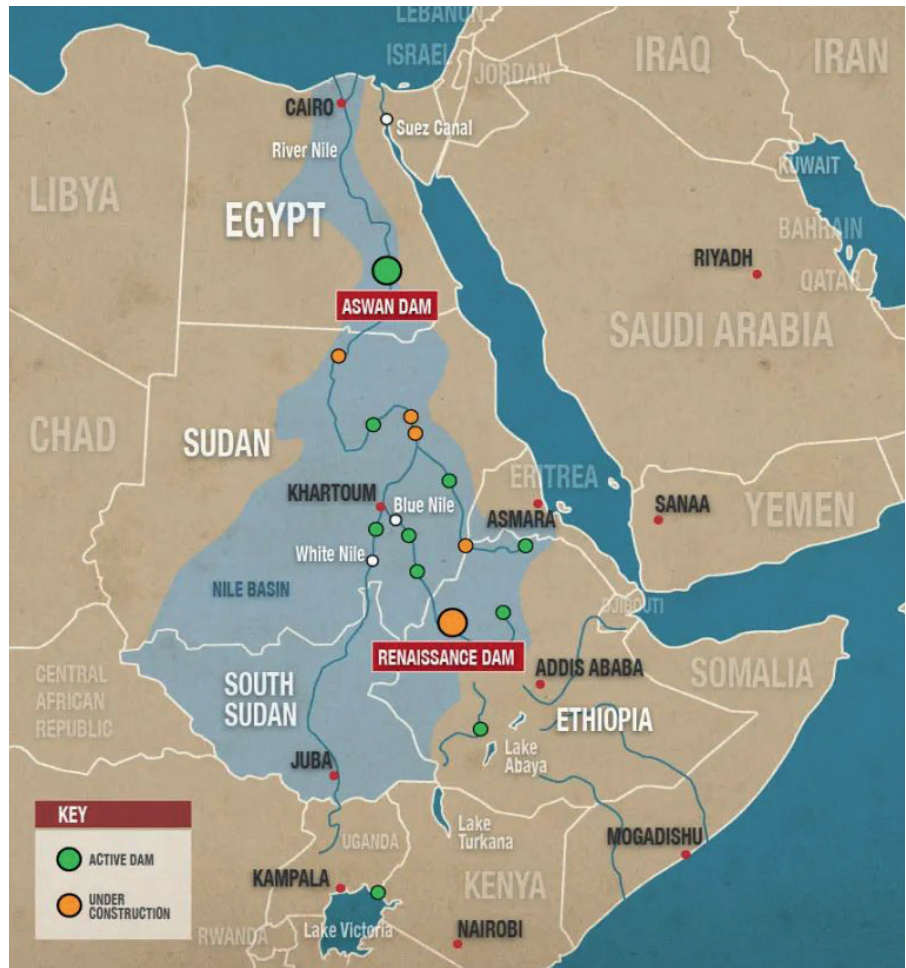 LEBANON
ISRAEL
IRAQ
IRAN
JORDAN
CAIRO
Suez Canal
River Nile
KUWAIT
LIBYA
EGYPT
BAHRAIN
RIYADH
QATAR
ASWAN DAM
SAUDI ARABIA
CHAD
SUDAN
ERITREA
KHARTOUM
Blue Nile
ASMARA
SANAA
YEMEN
White Nile
NILE BASIN
DJIBOUTI
RENAISSANCE DAM
ADDIS ABABA
SOMALIA
CENTRAL
AFRICAN
REPUBLIC
SOUTH
SUDAN
ETHIOPIA
Lake
Abaya
JUBA
KEY
ACTIVE DAM
UNDER
CONSTRUCTION
UGANDA
Lake
Turkana
MOGADISHU
KAMPALA
KENYA
RWANDA
Lake Victoria
NAIROBI